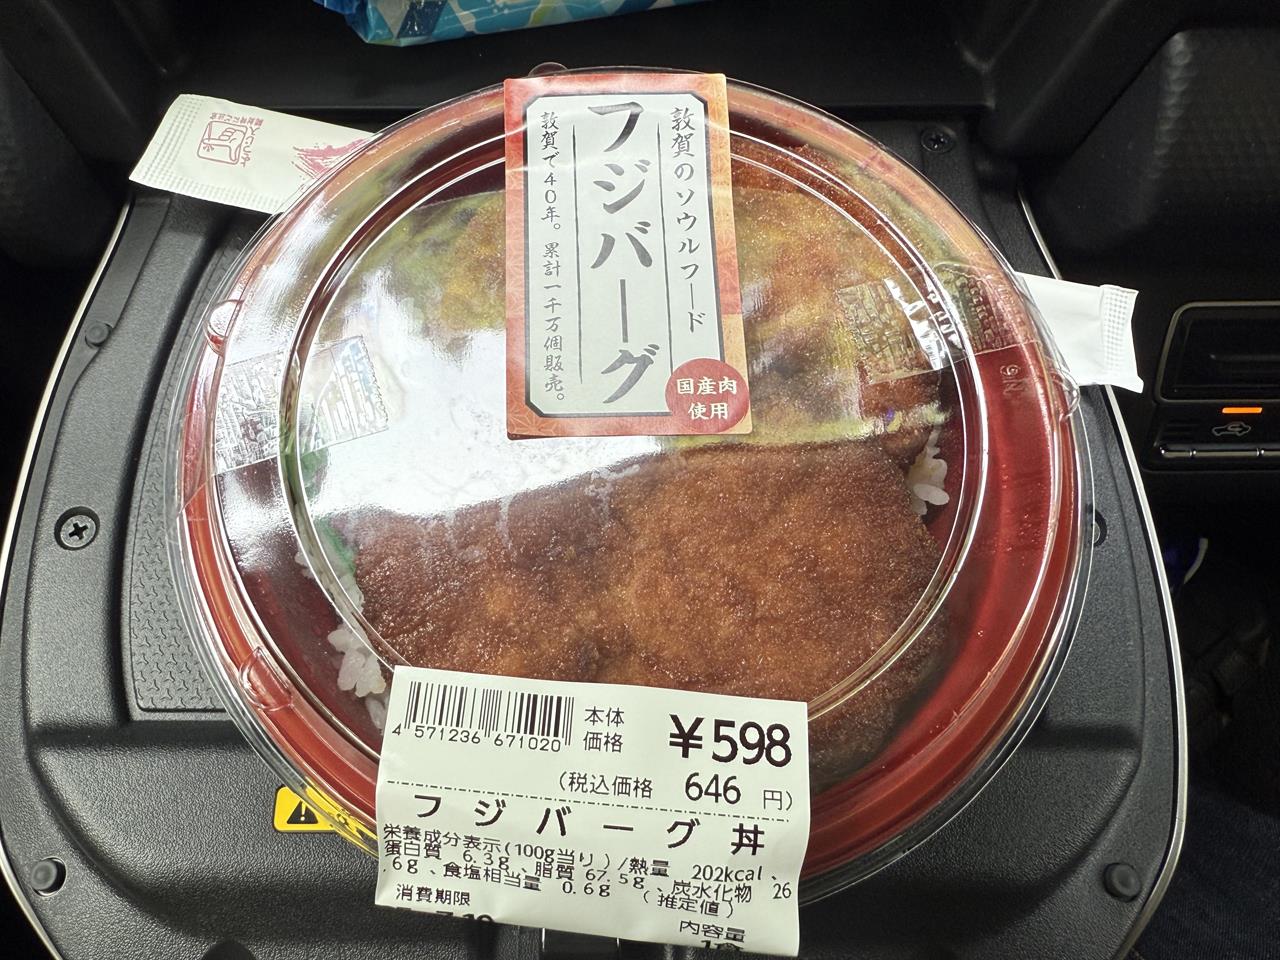 敦賀のソウルフード
フジバーグ
敦賀で40年。累計一千万個販売。
国産肉
使用
4 571236 671020
本体
価格
¥598
(税込価格 646 円)
フジバーグ丼
栄養成分表示(100g当り)/熱量 202kcal、
蛋白質 6.3g、脂質 67.5g、炭水化物 26
.6g、食塩相当量 0.6g (推定値)
消費期限
内容量
1食